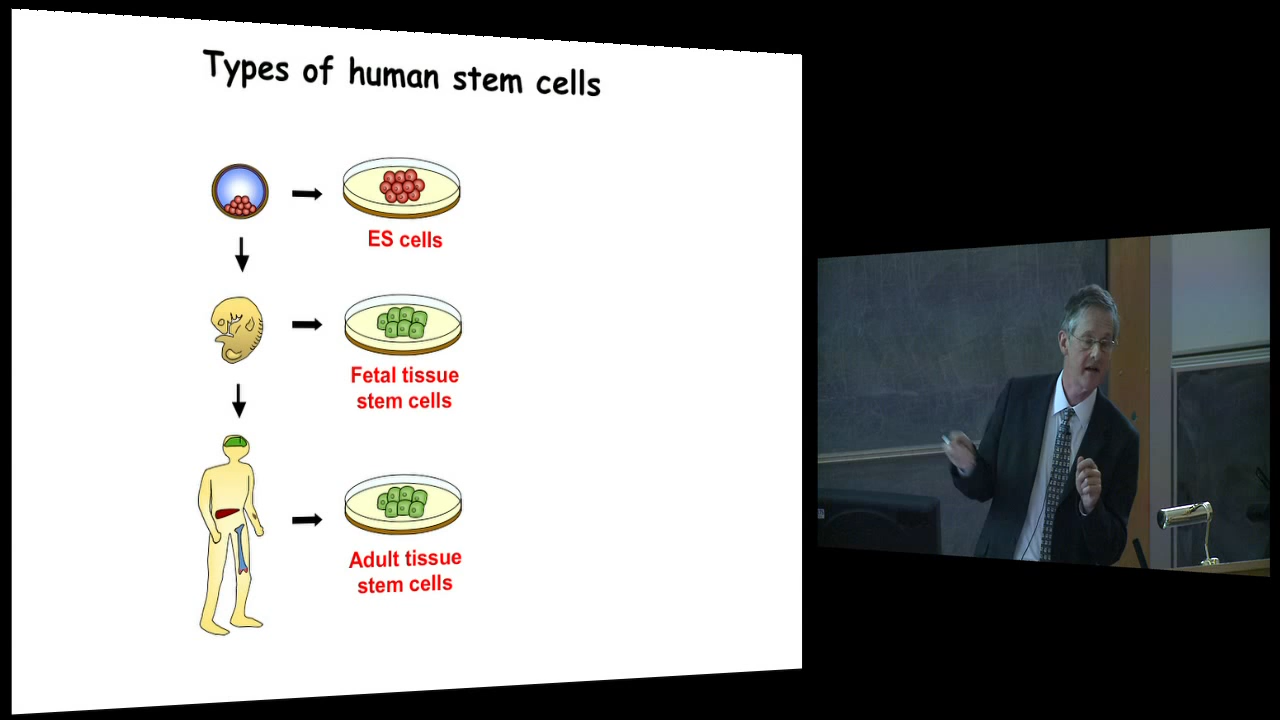 Types of human stem cells
ES cells
Fetal tissue
stem cells
Adult tissue
stem cells